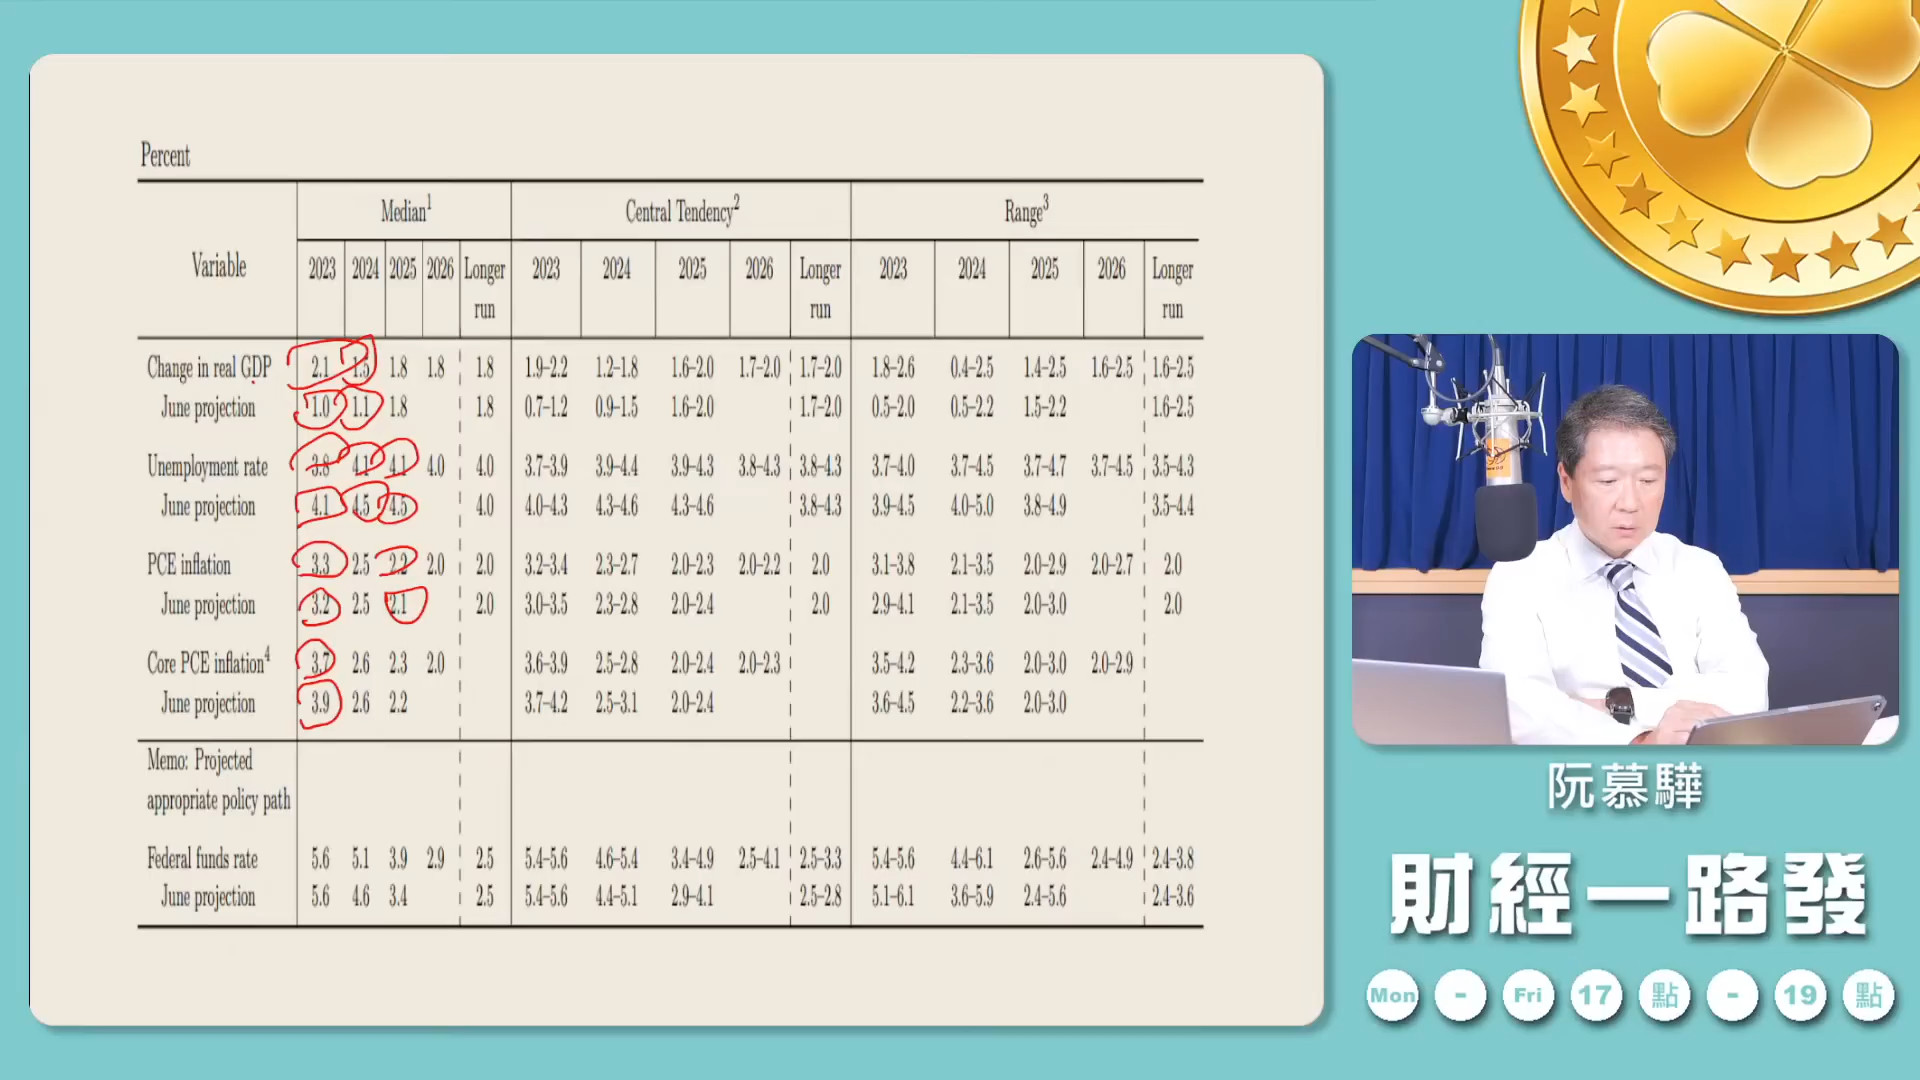 Percent
Variable Median1 Central Tendency2 Range3
2023 2024 2025 2026 Longer run 2023 2024 2025 2026 Longer run 2023 2024 2025 2026 Longer run
Change in real GDP 2.1 1.5 1.8 1.8 1.8 1.9–2.2 1.2–1.8 1.6–2.0 1.7–2.0 1.7–2.0 1.8–2.6 0.4–2.5 1.4–2.5 1.6–2.5 1.6–2.5
June projection 1.0 1.1 1.8 1.8 0.7–1.2 0.9–1.5 1.6–2.0 1.7–2.0 0.5–2.0 0.5–2.2 1.5–2.2 1.6–2.5
Unemployment rate 3.8 4.1 4.1 4.0 4.0 3.7–3.9 3.9–4.4 3.9–4.3 3.8–4.3 3.8–4.3 3.7–4.0 3.7–4.5 3.7–4.7 3.7–4.5 3.5–4.3
June projection 4.1 4.5 4.5 4.0 4.0–4.3 4.3–4.6 4.3–4.6 3.8–4.3 3.9–4.5 4.0–5.0 3.8–4.9 3.5–4.4
PCE inflation 3.3 2.5 2.2 2.0 2.0 3.2–3.4 2.3–2.7 2.0–2.3 2.0–2.2 2.0 3.1–3.8 2.1–3.5 2.0–2.9 2.0–2.7 2.0
June projection 3.2 2.5 2.1 2.0 3.0–3.5 2.3–2.8 2.0–2.4 2.0 2.9–4.1 2.1–3.5 2.0–3.0 2.0
Core PCE inflation4 3.7 2.6 2.3 2.0 3.6–3.9 2.5–2.8 2.0–2.4 2.0–2.3 3.5–4.2 2.3–3.6 2.0–3.0 2.0–2.9
June projection 3.9 2.6 2.2 3.7–4.2 2.5–3.1 2.0–2.4 3.6–4.5 2.2–3.6 2.0–3.0
Memo: Projected
appropriate policy path
Federal funds rate 5.6 5.1 3.9 2.9 2.5 5.4–5.6 4.6–5.4 3.4–4.9 2.5–4.1 2.5–3.3 5.4–5.6 4.4–6.1 2.6–5.6 2.4–4.9 2.4–3.8
June projection 5.6 4.6 3.4 2.5 5.4–5.6 4.4–5.1 2.9–4.1 2.5–2.8 5.1–6.1 3.6–5.9 2.4–5.6 2.4–3.6
阮慕驊
財經一路發
Mon - Fri 17 點 - 19 點